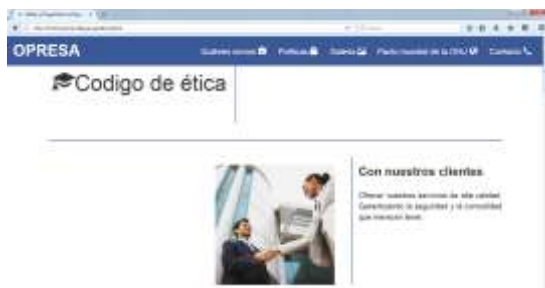 OPRESA
Quiénes somos Políticas Galería Pacto mundial de la ONU Contacto
Codigo de ética
Con nuestros clientes
Ofrecer nuestros servicios de alta calidad.
Garantizando la seguridad y la comodidad
que merecen tener.